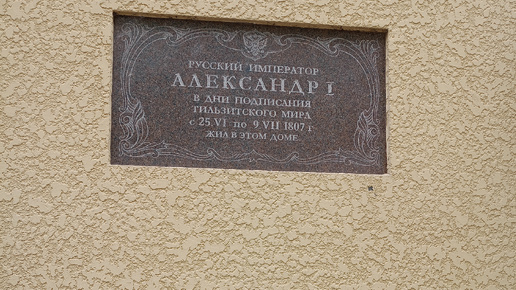 РУССКИЙ ИМПЕРАТОР
АЛЕКСАНДР I
В ДНИ ПОДПИСАНИЯ
ТИЛЬЗИТСКОГО МИРА
с 25.VI по 9 VII 1807 г
ЖИЛ В ЭТОМ ДОМЕ